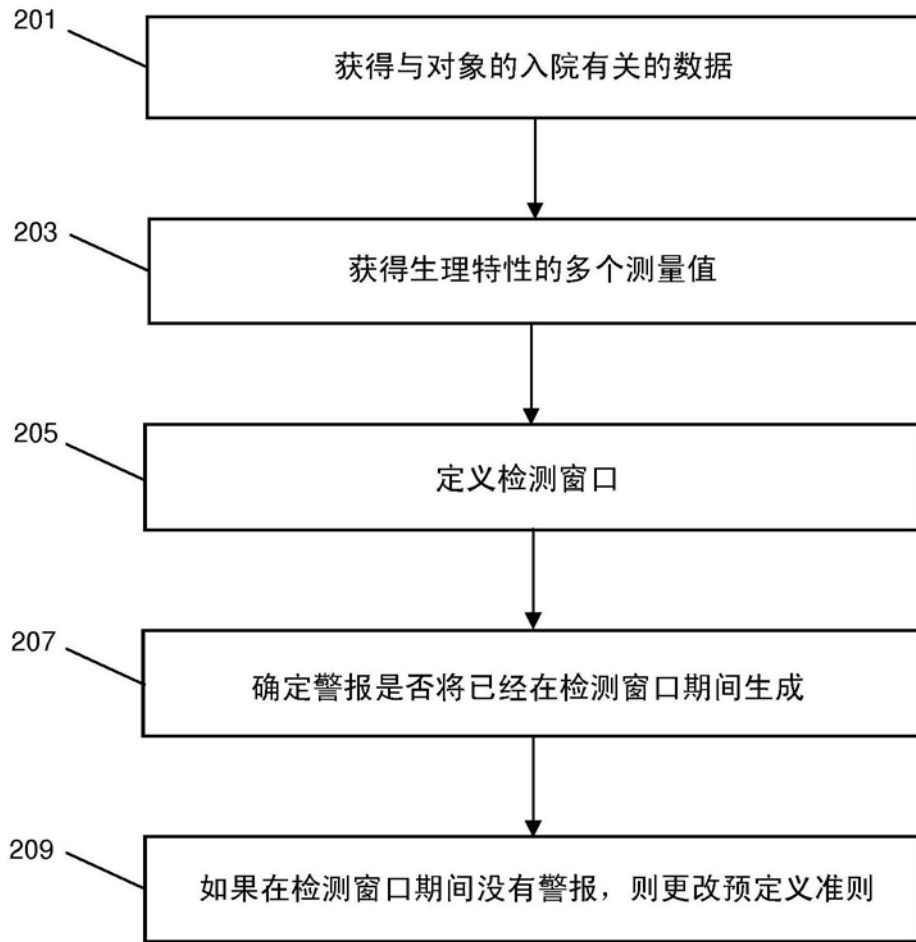 201
获得与对象的入院有关的数据
203
获得生理特性的多个测量值
205
定义检测窗口
207
确定警报是否将已经在检测窗口期间生成
209
如果在检测窗口期间没有警报，则更改预定义准则